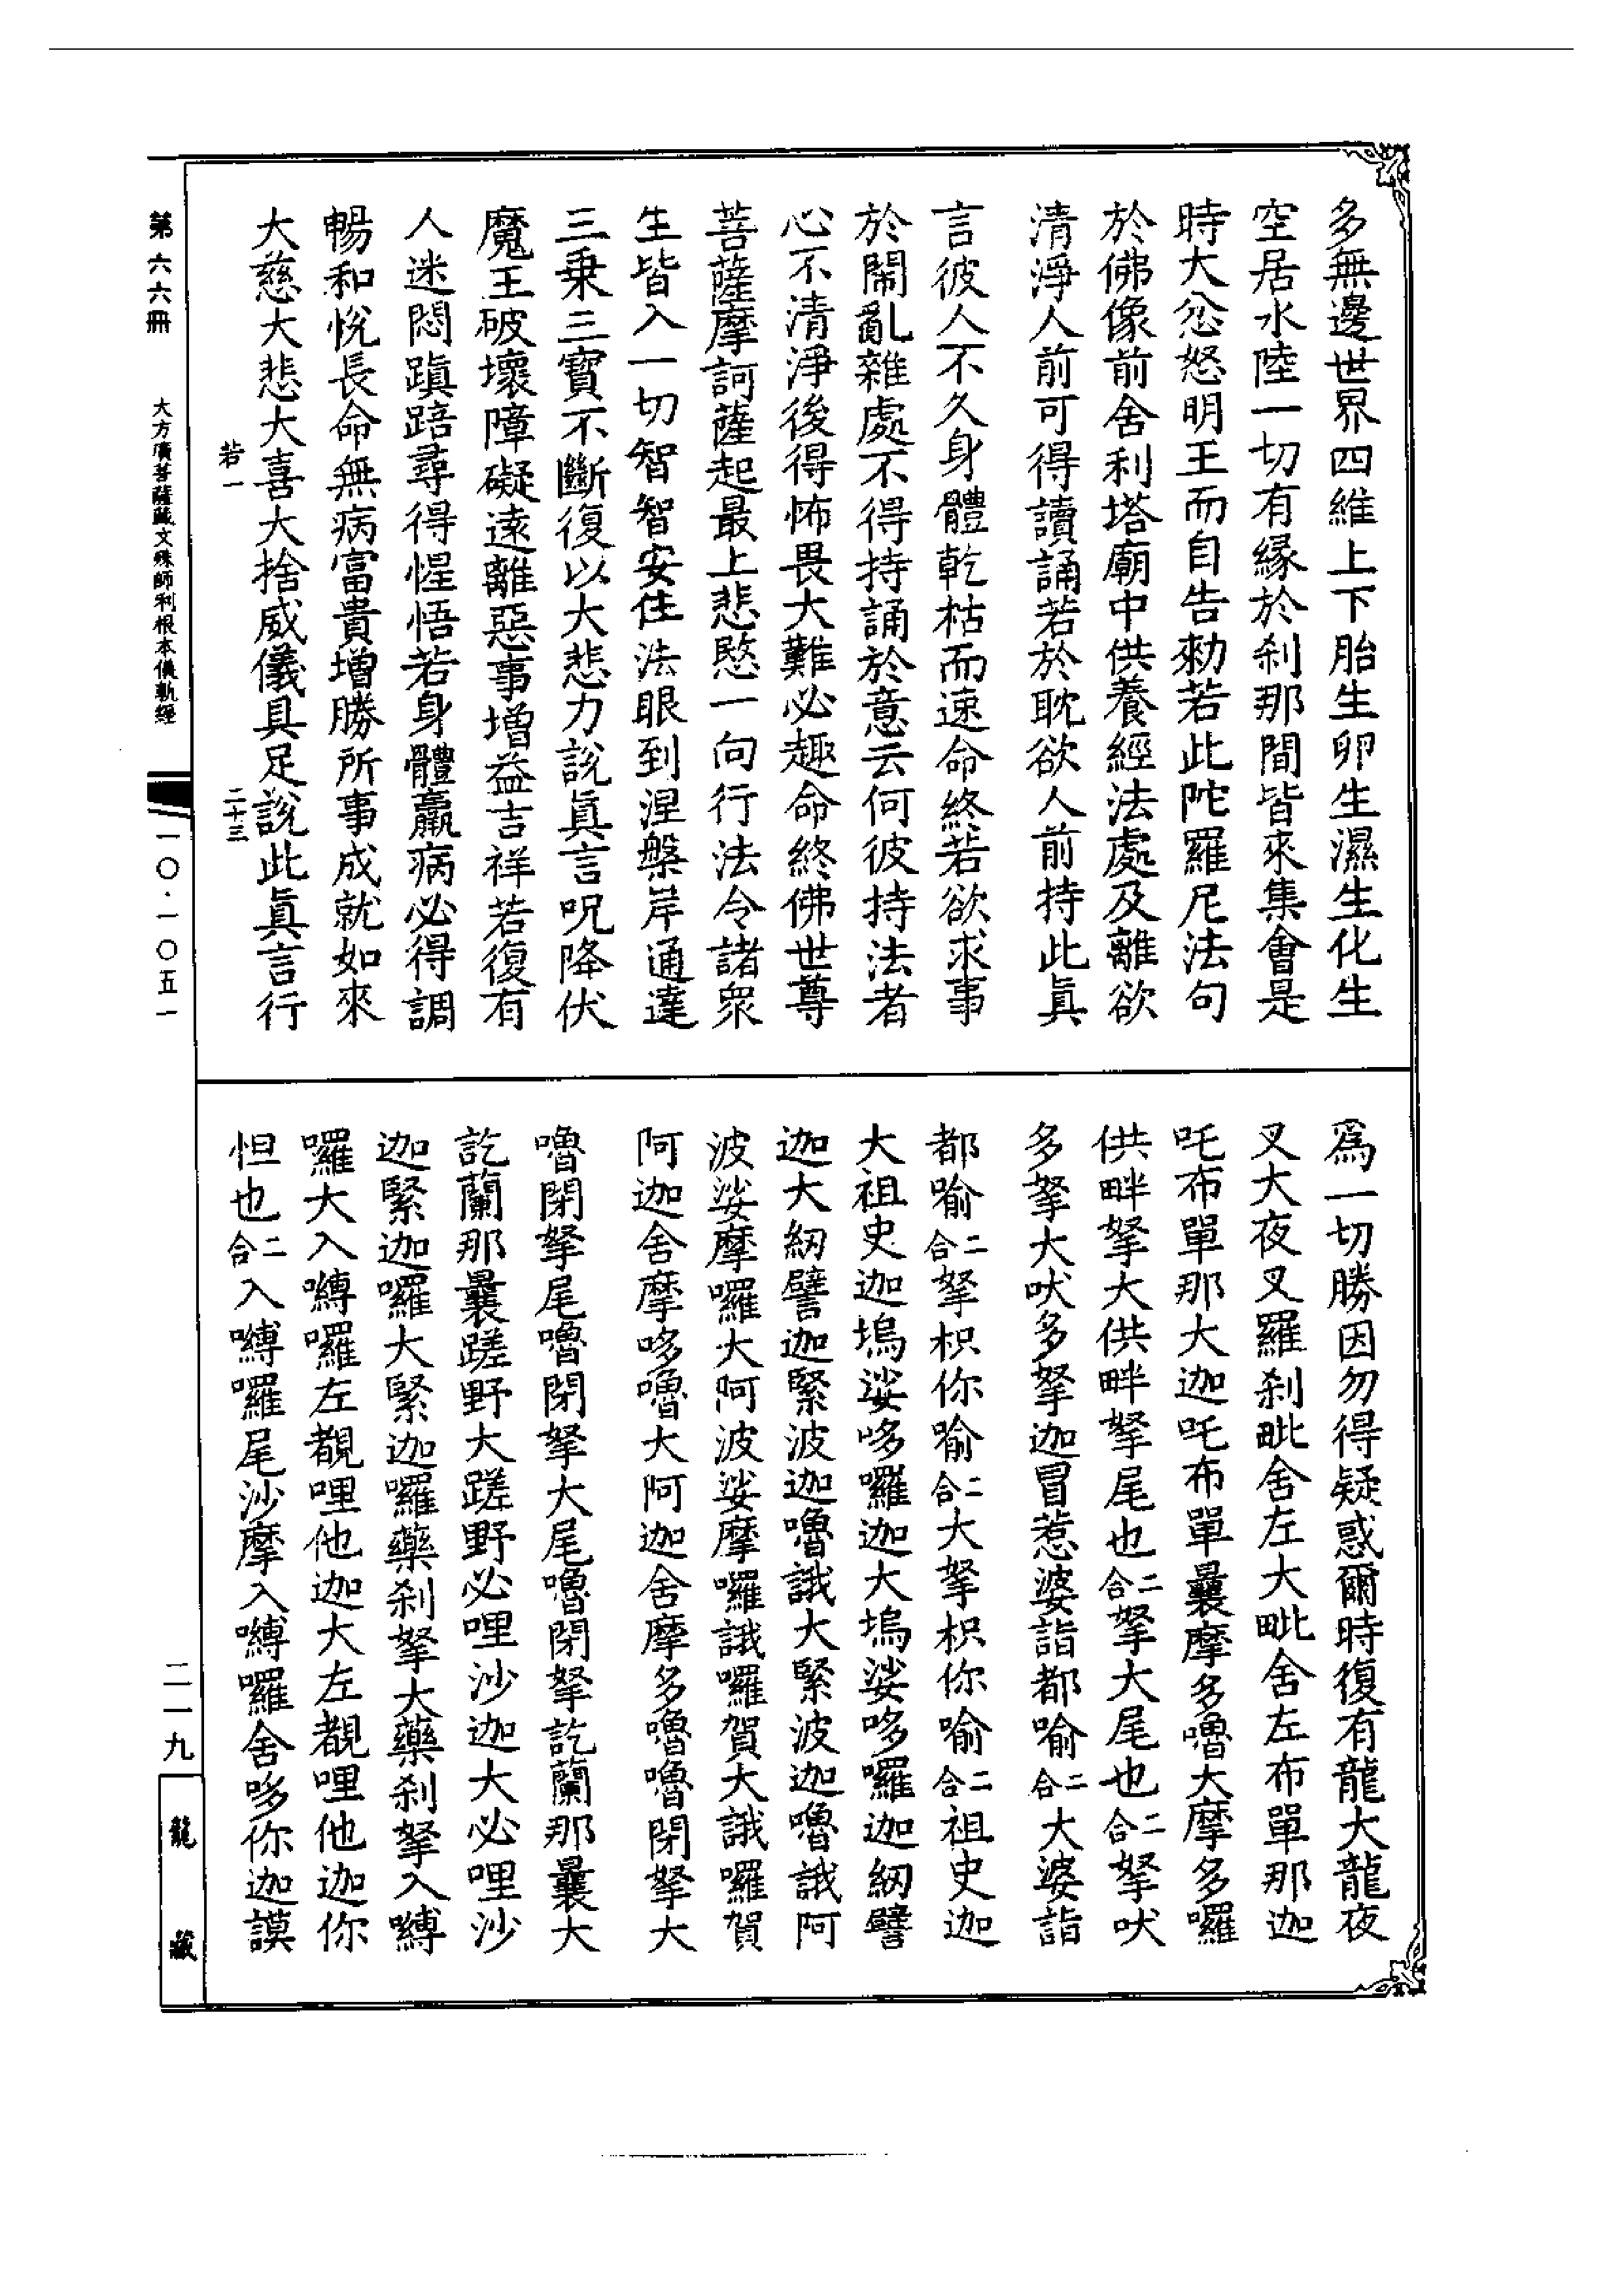 多無邊世界四維上下胎生卵生濕生化生
空居水陸一切有緣於剎那間皆來集會是
時大忿怒明王而自告勑若此陀羅尼法句
於佛像前舍利塔廟中供養經法處及離欲
清淨人前可得讀誦若於耽欲人前持此眞
言彼人不久身體乾枯而速命終若欲求事
於鬧亂雜處不得持誦於意云何彼持法者
心不清淨後得怖畏大難必趣命終佛世尊
菩薩摩訶薩起最上悲愍一向行法令諸衆
生皆入一切智智安住法眼到涅槃岸通達
三乗三寶不斷復以大悲力說眞言呪降伏
魔王破壞障礙遠離惡事增益吉祥若復有
人迷悶蹎踣尋得惺悟若身體羸病必得調
暢和悅長命無病富貴增勝所事成就如來
大慈大悲大喜大捨威儀具足說此眞言行
爲一切勝因勿得疑惑爾時復有龍大龍夜
叉大夜叉羅剎毗舍左大毗舍左布單那迦
吒布單那大迦吒布單曩摩多嚕大摩多囉
供畔拏大供畔拏尾也二合拏大尾也二合拏吠
多拏大吠多拏迦冒惹婆詣都喻二合大婆詣
都喻二合拏枳你喻二合大拏枳你喻二合祖史迦
大祖史迦塢娑哆囉迦大塢娑哆囉迦紉譬
迦大紉譬迦緊波迦嚕誐大緊波迦嚕誐阿
波娑摩囉大阿波娑摩囉誐囉賀大誐囉賀
阿迦舍摩哆嚕大阿迦舍摩多嚕嚕閉拏大
嚕閉拏尾嚕閉拏大尾嚕閉拏訖蘭那曩大
訖蘭那曩蹉野大蹉野必哩沙迦大必哩沙
迦緊迦囉大緊迦囉藥剎拏大藥剎拏入嚩
囉大入嚩囉左覩哩他迦大左覩哩他迦你
怛也二合入嚩囉尾沙摩入嚩囉舍哆你迦謨
若一
二十三
第六六冊
大方廣菩薩藏文殊師利根本儀軌經
一〇·一〇五一
二一九
龍藏